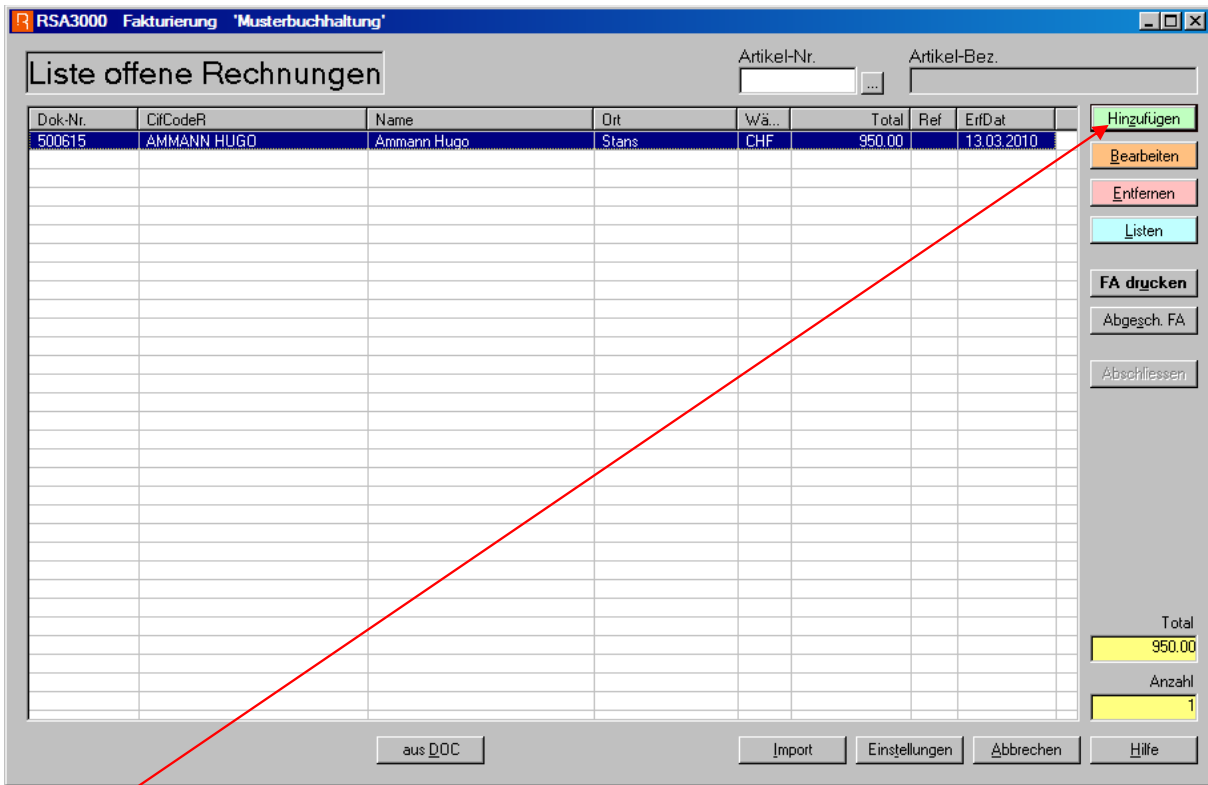 RSA3000 Fakturierung 'Musterbuchhaltung'
Liste offene Rechnungen
Artikel-Nr. Artikel-Bez.
...
Dok-Nr. CifCodeR Name Ort Wä... Total Ref ErfDat
500615 AMMANN HUGO Ammann Hugo Stans CHF 950.00 13.03.2010
Hinzufügen
Bearbeiten
Entfernen
Listen
FA drucken
Abgesch. FA
Abschliessen
Total
950.00
Anzahl
1
aus DOC Import Einstellungen Abbrechen Hilfe